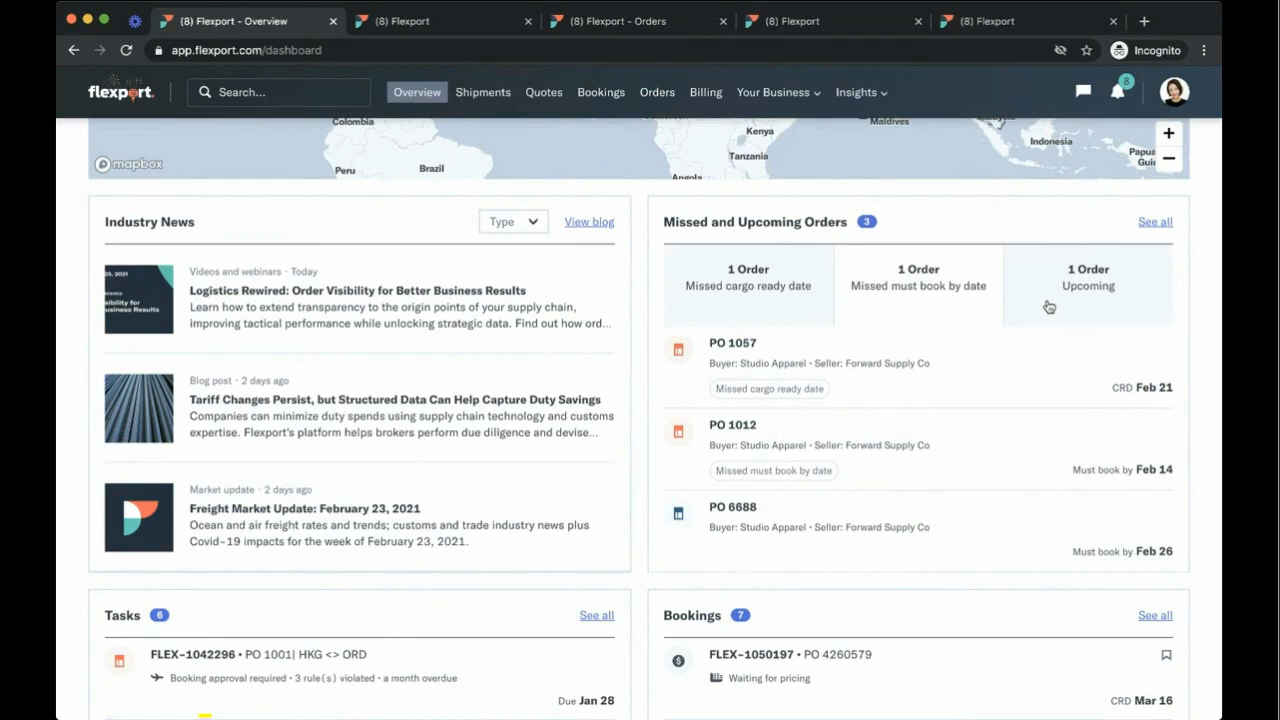 (8) Flexport - Overview
(8) Flexport
(8) Flexport - Orders
(8) Flexport
(8) Flexport
app.flexport.com/dashboard
Incognito
flexport.
Search...
Overview
Shipments
Quotes
Bookings
Orders
Billing
Your Business
Insights
8
Colombia
Kenya
Maldives
Indonesia
Tanzania
Papua
Guin
Peru
Brazil
Angola
mapbox
Industry News
Type
View blog
Videos and webinars · Today
Logistics Rewired: Order Visibility for Better Business Results
Learn how to extend transparency to the origin points of your supply chain,
improving tactical performance while unlocking strategic data. Find out how ord...
Blog post · 2 days ago
Tariff Changes Persist, but Structured Data Can Help Capture Duty Savings
Companies can minimize duty spends using supply chain technology and customs
expertise. Flexport's platform helps brokers perform due diligence and devise...
Market update · 2 days ago
Freight Market Update: February 23, 2021
Ocean and air freight rates and trends; customs and trade industry news plus
Covid-19 impacts for the week of February 23, 2021.
Missed and Upcoming Orders 3
See all
1 Order
Missed cargo ready date
1 Order
Missed must book by date
1 Order
Upcoming
PO 1057
Buyer: Studio Apparel • Seller: Forward Supply Co
Missed cargo ready date
CRD Feb 21
PO 1012
Buyer: Studio Apparel • Seller: Forward Supply Co
Missed must book by date
Must book by Feb 14
PO 6688
Buyer: Studio Apparel • Seller: Forward Supply Co
Must book by Feb 26
Tasks 6
See all
FLEX-1042296 • PO 1001| HKG <> ORD
Booking approval required • 3 rule(s) violated • a month overdue
Due Jan 28
Bookings 7
See all
FLEX-1050197 • PO 4260579
Waiting for pricing
CRD Mar 16